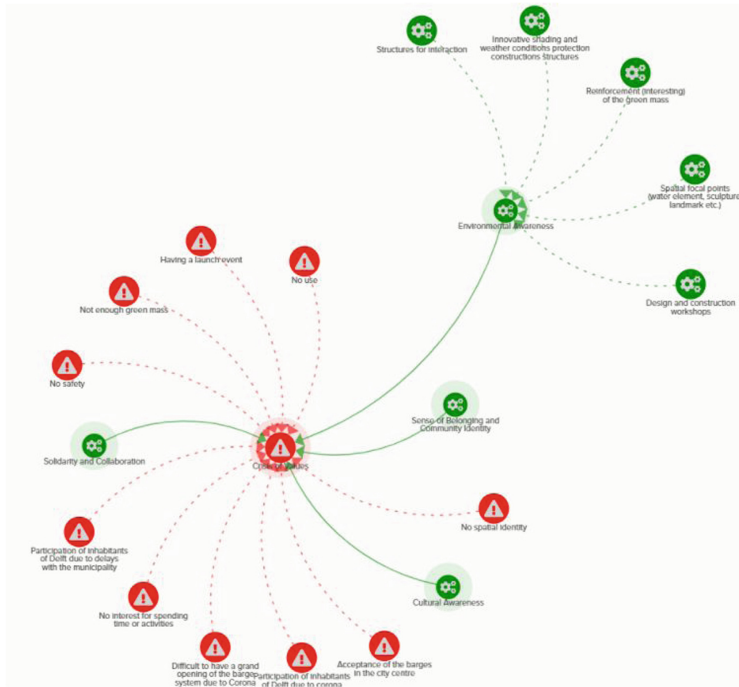 Structures for interaction
Innovative shading and
weather conditions protection
constructions structures
Reinforcement (interesting)
of the green mass
Spatial focal points
(water element, sculpture
landmark etc.)
Environmental Awareness
Design and construction
workshops
Having a launch event
No use
Not enough green mass
No safety
Sense of Belonging and
Community Identity
Solidarity and Collaboration
Crisis of Values
No spatial identity
Participation of inhabitants
of Delft due to delays
with the municipality
Cultural Awareness
No interest for spending
time or activities
Difficult to have a grand
opening of the barge
system due to Corona
Participation of inhabitants
of Delft due to corona
Acceptance of the barges
in the city centre